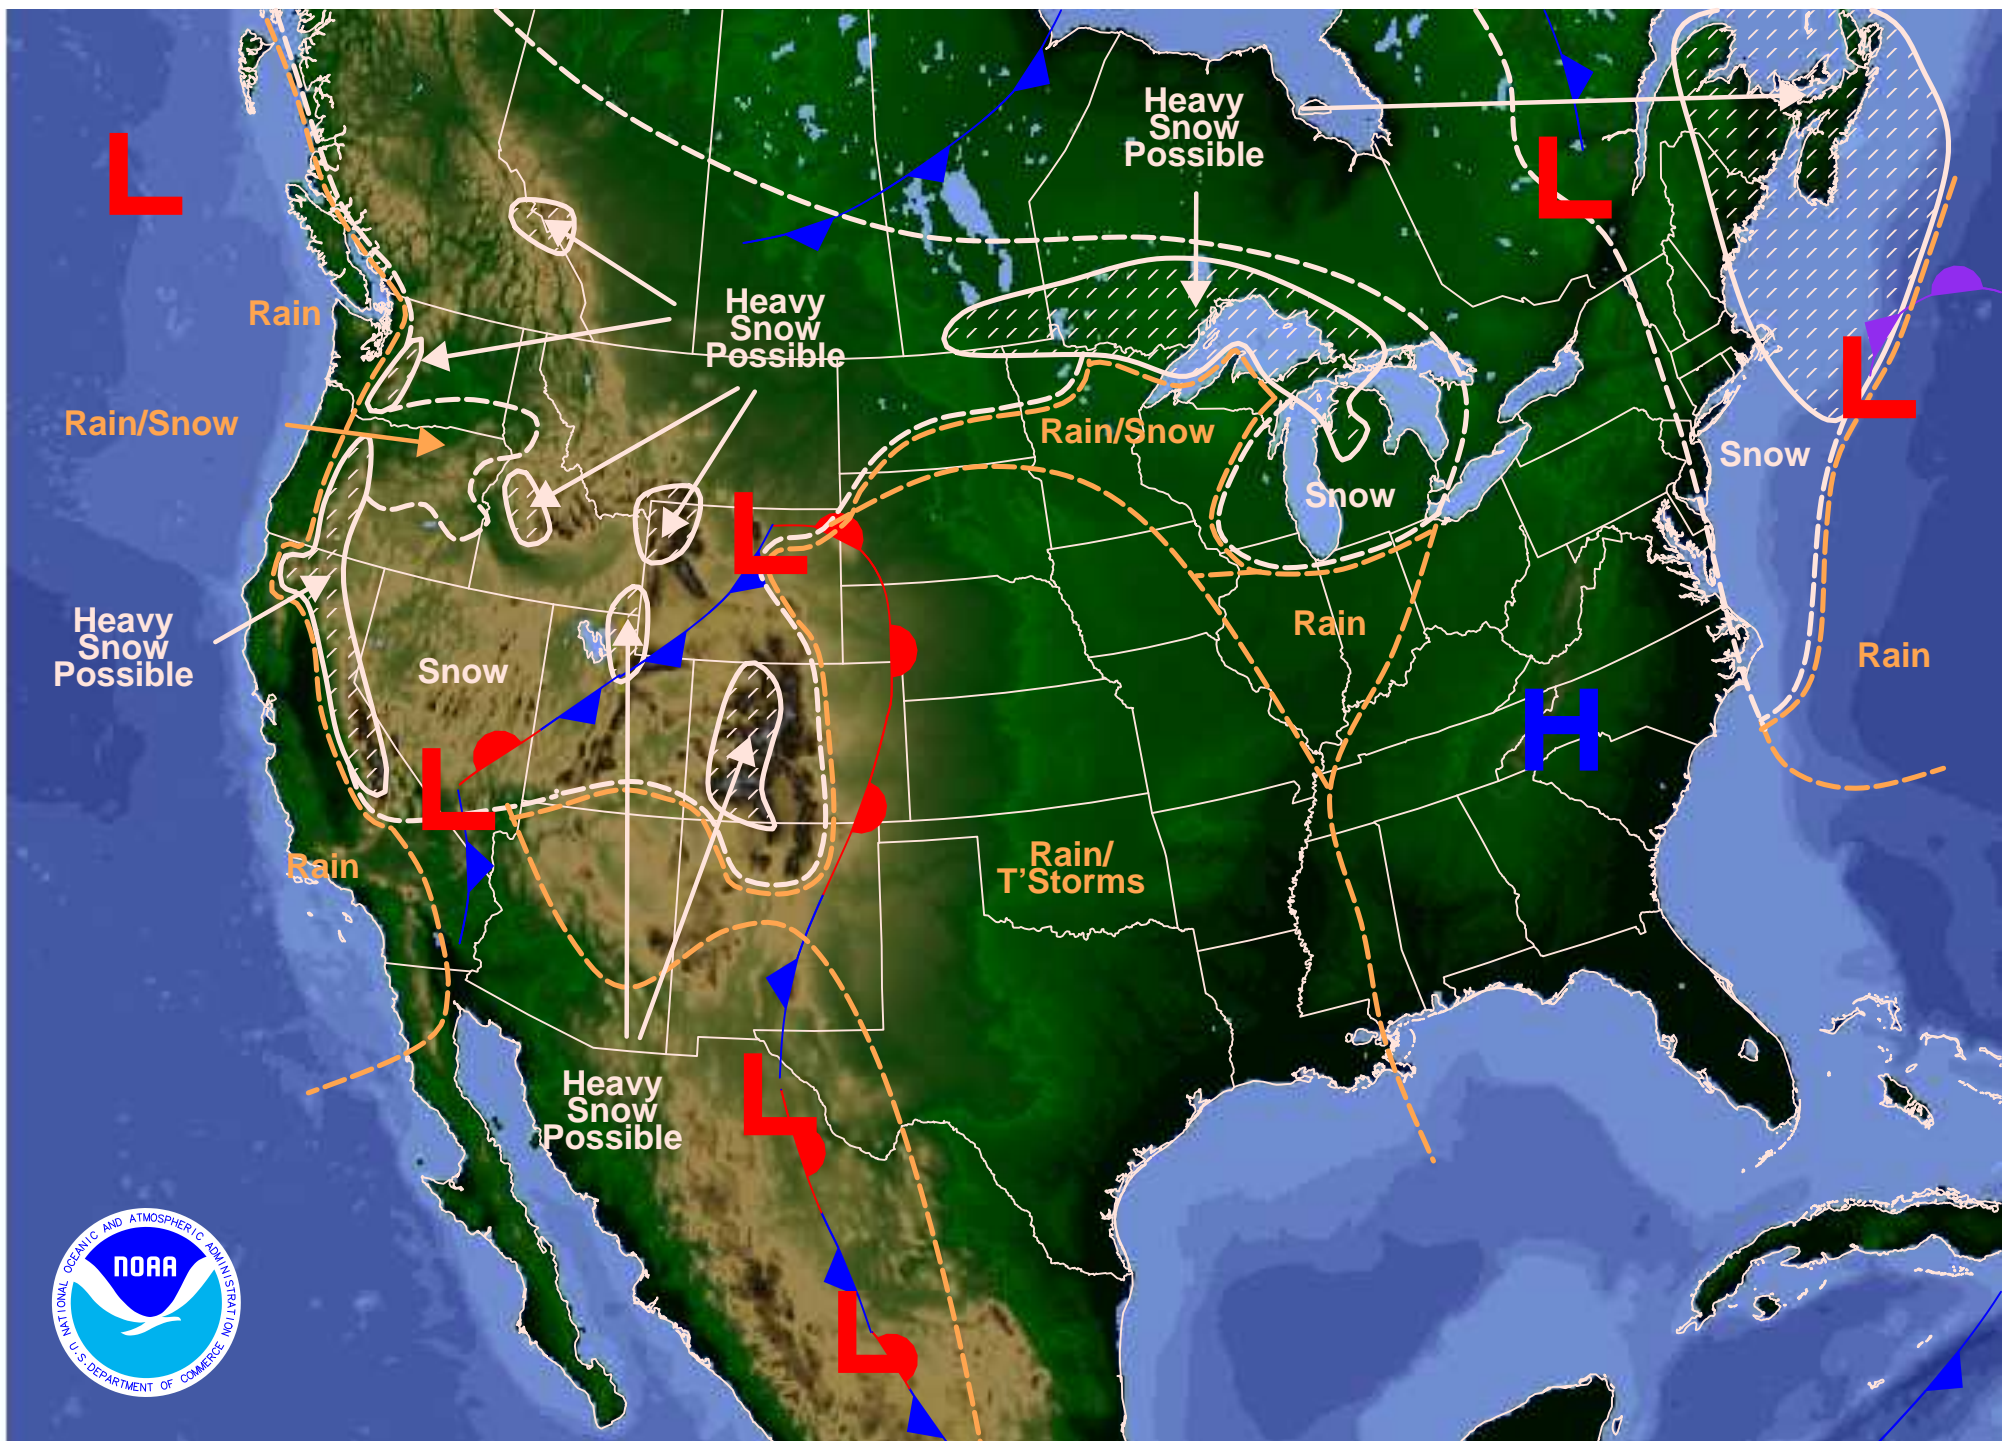 Heavy
Snow
Possible
L
L
Rain
Heavy
Snow
Possible
L
Rain/Snow
Rain/Snow
Snow
Snow
L
Heavy
Snow
Possible
Rain
Snow
Rain
H
L
Rain
Rain/
T'Storms
Heavy
Snow
Possible
L
L
NATIONAL OCEANIC AND ATMOSPHERIC ADMINISTRATION
NOAA
U.S. DEPARTMENT OF COMMERCE